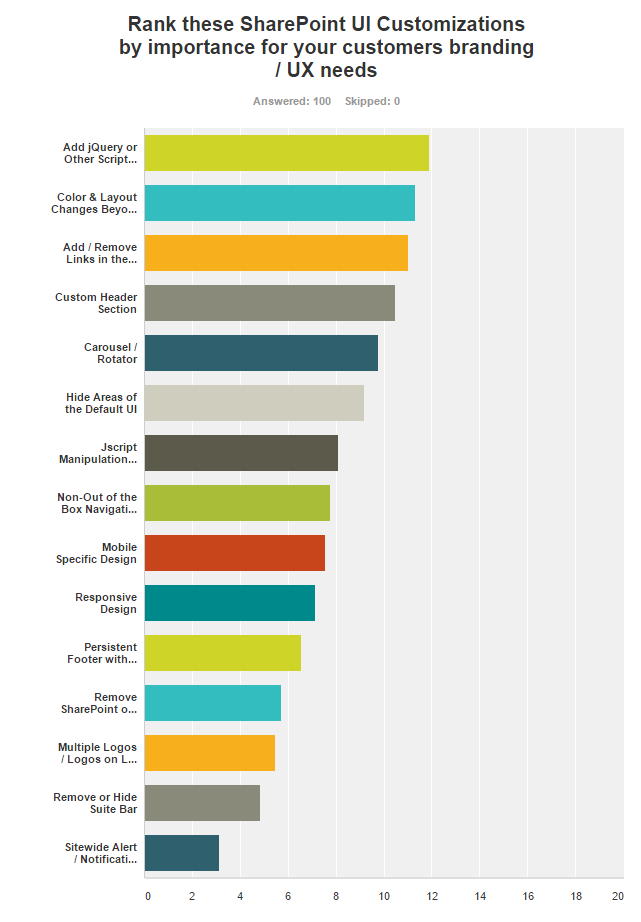 Rank these SharePoint UI Customizations
by importance for your customers branding
/ UX needs
Answered: 100 Skipped: 0
Add jQuery or
Other Script...
Color & Layout
Changes Beyo...
Add / Remove
Links in the...
Custom Header
Section
Carousel /
Rotator
Hide Areas of
the Default UI
Jscript
Manipulation...
Non-Out of the
Box Navigati...
Mobile
Specific Design
Responsive
Design
Persistent
Footer with...
Remove
SharePoint o...
Multiple Logos
/ Logos on L...
Remove or Hide
Suite Bar
Sitewide Alert
/ Notificati...
0 2 4 6 8 10 12 14 16 18 20